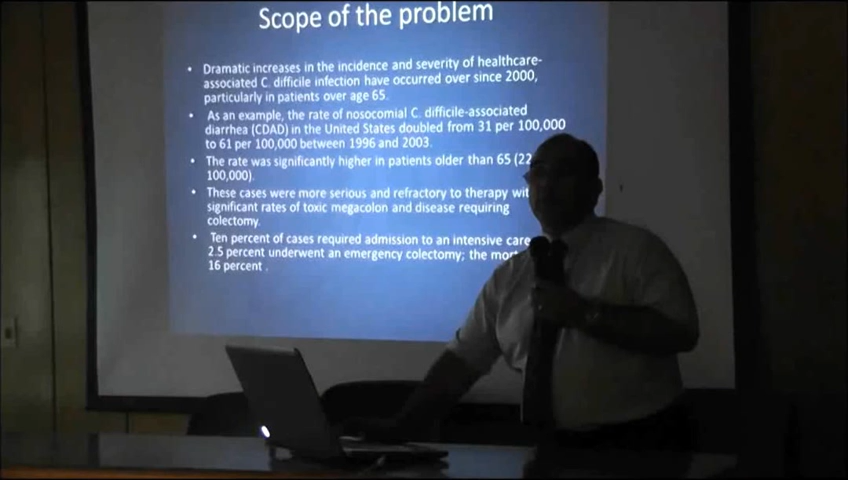 Scope of the problem
• Dramatic increases in the incidence and severity of healthcare-
associated C. difficile infection have occurred over since 2000,
particularly in patients over age 65.
• As an example, the rate of nosocomial C. difficile-associated
diarrhea (CDAD) in the United States doubled from 31 per 100,000
to 61 per 100,000 between 1996 and 2003.
• The rate was significantly higher in patients older than 65
100,000).
• These cases were more serious and refractory to therapy
significant rates of toxic megacolon and disease requiring
colectomy.
• Ten percent of cases required admission to an intensive care
2.5 percent underwent an emergency colectomy; the
16 percent .